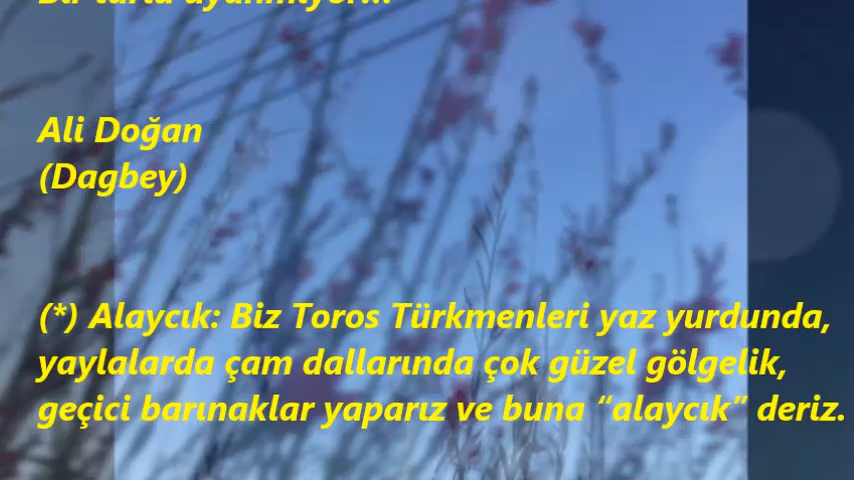 Ali Doğan
(Dagbey)
(*) Alaycık: Biz Toros Türkmenleri yaz yurdunda,
yaylalarda çam dallarında çok güzel gölgelik,
geçici barınaklar yaparız ve buna “alaycık” deriz.